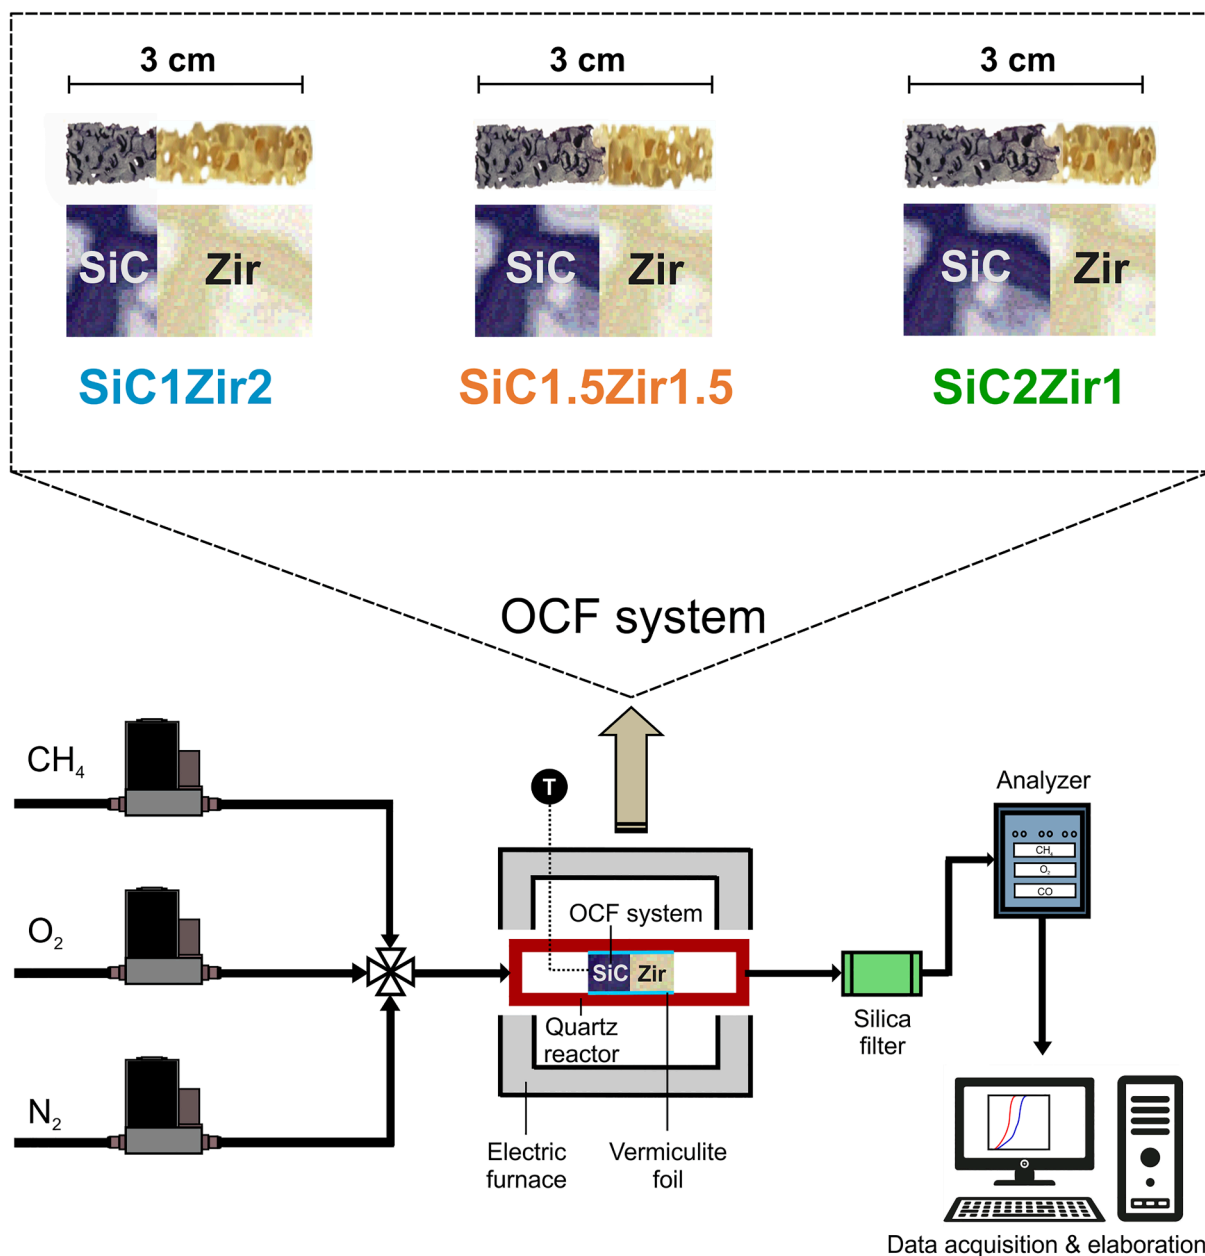 3 cm
3 cm
3 cm
SiC Zir
SiC Zir
SiC Zir
SiC1Zir2
SiC1.5Zir1.5
SiC2Zir1
OCF system
CH₄
T
Analyzer
CH₄
O₂
CO
O₂
OCF system
SiC Zir
Quartz
reactor
Silica
filter
N₂
Electric
furnace
Vermiculite
foil
Data acquisition & elaboration